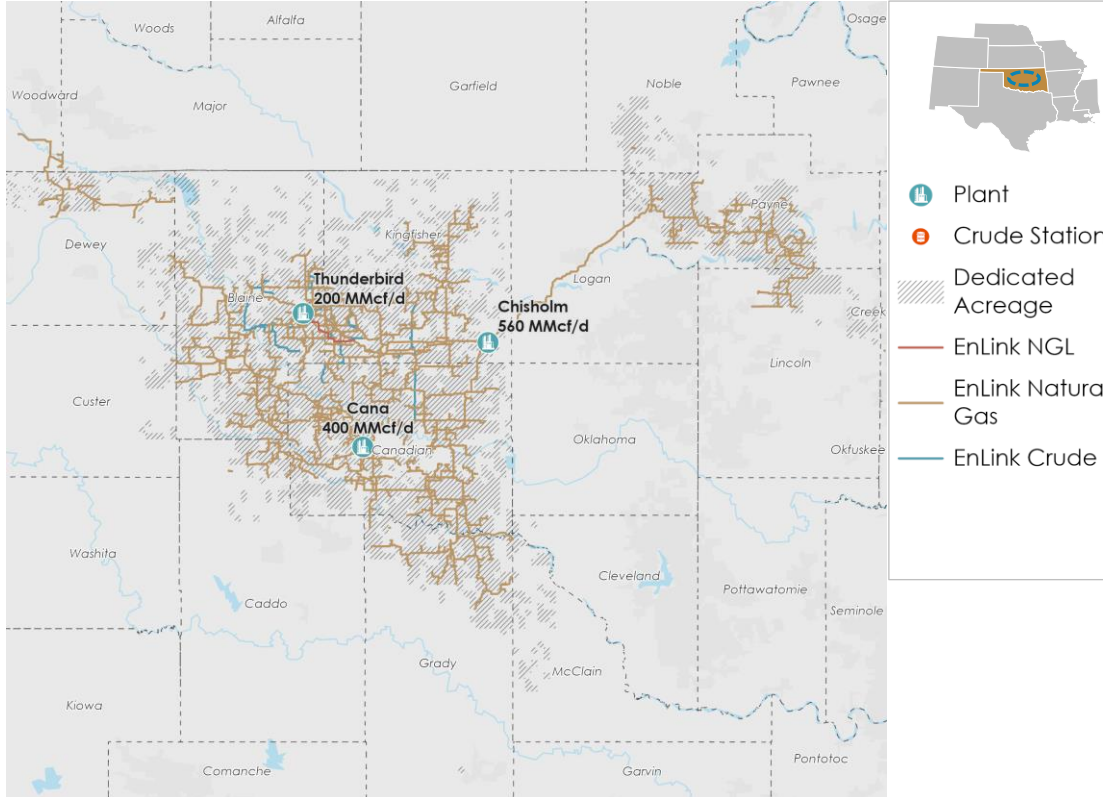 Woods
Alfalfa
Osage
Woodward
Major
Garfield
Noble
Pawnee
Dewey
Kingfisher
Payne
Blaine
Thunderbird
200 MMcf/d
Logan
Chisholm
560 MMcf/d
Creek
Custer
Lincoln
Cana
400 MMcf/d
Canadian
Oklahoma
Okfuskee
Washita
Caddo
Cleveland
Pottawatomie
Seminole
Grady
McClain
Kiowa
Comanche
Garvin
Pontotoc
Plant
Crude Station
Dedicated
Acreage
EnLink NGL
EnLink Natura
Gas
EnLink Crude